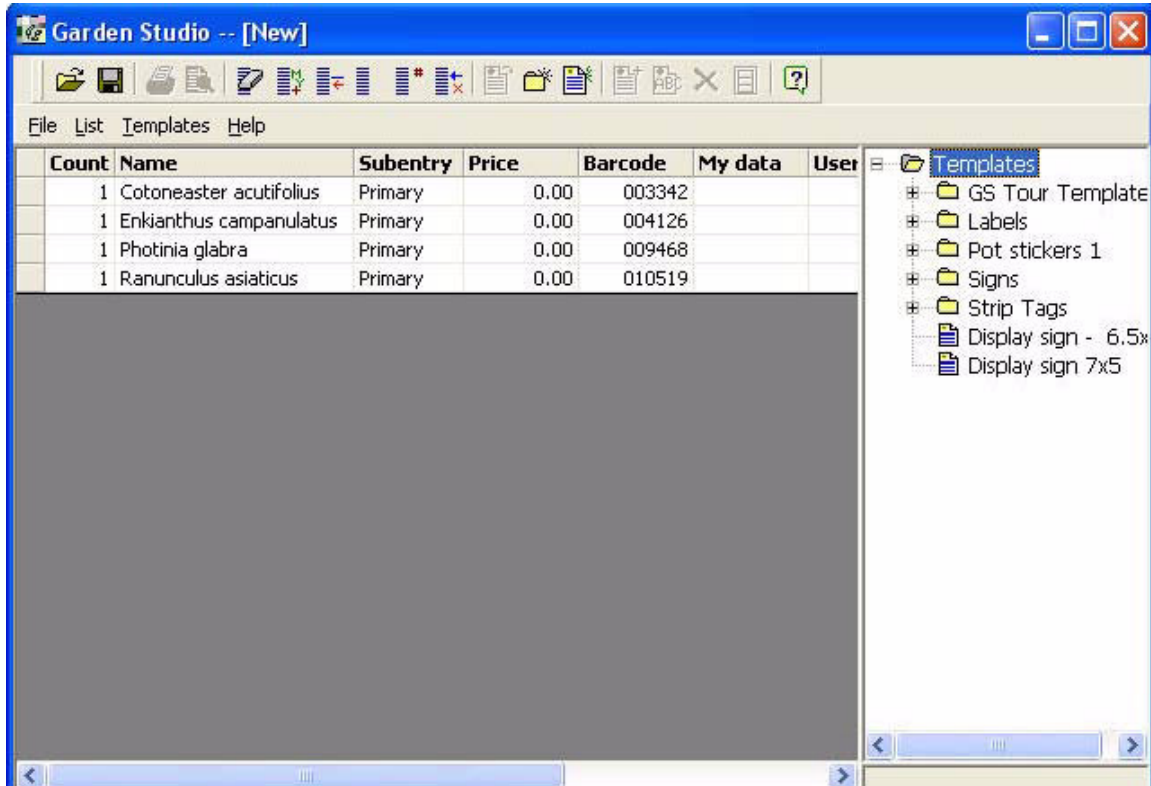 Garden Studio -- [New]
File List Templates Help
Count Name Subentry Price Barcode My data User
1 Cotoneaster acutifolius Primary 0.00 003342
1 Enkianthus campanulatus Primary 0.00 004126
1 Photinia glabra Primary 0.00 009468
1 Ranunculus asiaticus Primary 0.00 010519
Templates
GS Tour Template
Labels
Pot stickers 1
Signs
Strip Tags
Display sign - 6.5x
Display sign 7x5